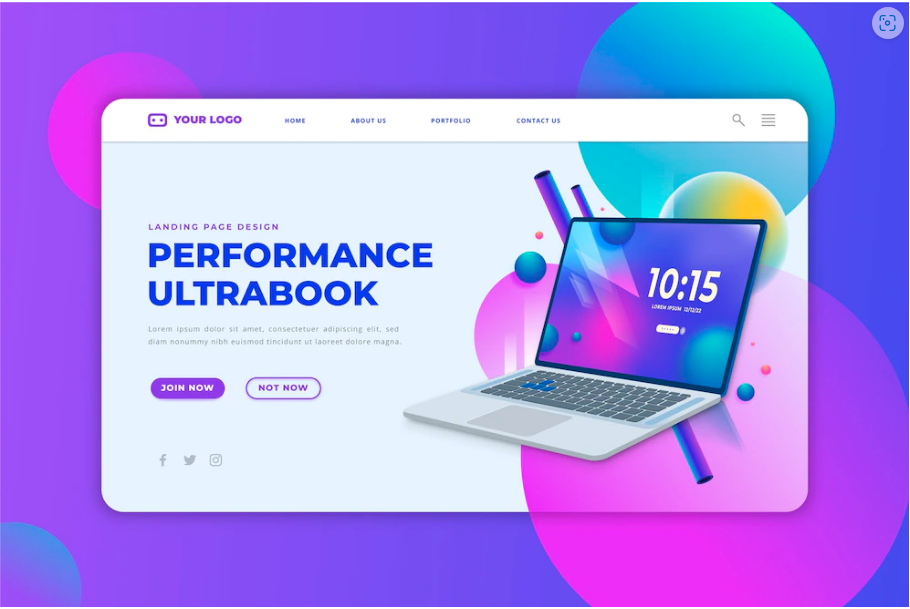 YOUR LOGO
HOME ABOUT US PORTFOLIO CONTACT US
LANDING PAGE DESIGN
PERFORMANCE
ULTRABOOK
Lorem ipsum dolor sit amet, consectetuer adipiscing elit, sed
diam nonummy nibh euismod tincidunt ut laoreet dolore magna.
JOIN NOW
NOT NOW
10:15
LOREM IPSUM 12/12/22